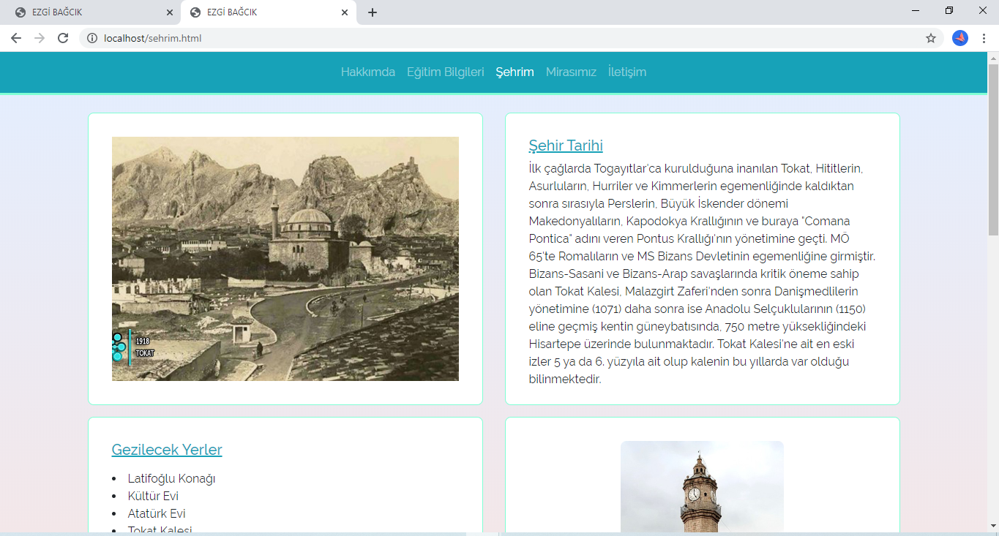 EZGİ BAĞCIK
EZGİ BAĞCIK
localhost/sehrim.html
Hakkımda Eğitim Bilgileri Şehrim Mirasımız İletişim
1918
TOKAT
Şehir Tarihi
İlk çağlarda Togayıtlar'ca kurulduğuna inanılan Tokat, Hititlerin,
Asurluların, Hurriler ve Kimmerlerin egemenliğinde kaldıktan
sonra sırasıyla Perslerin, Büyük İskender dönemi
Makedonyalıların, Kapodokya Krallığının ve buraya "Comana
Pontica" adını veren Pontus Krallığı'nın yönetimine geçti. MÖ
65'te Romalıların ve MS Bizans Devletinin egemenliğine girmiştir.
Bizans-Sasani ve Bizans-Arap savaşlarında kritik öneme sahip
olan Tokat Kalesi, Malazgirt Zaferi'nden sonra Danişmedlilerin
yönetimine (1071) daha sonra ise Anadolu Selçuklularının (1150)
eline geçmiş kentin güneybatısında, 750 metre yüksekliğindeki
Hisartepe üzerinde bulunmaktadır. Tokat Kalesi'ne ait en eski
izler 5 ya da 6. yüzyıla ait olup kalenin bu yıllarda var olduğu
bilinmektedir.
Gezilecek Yerler
• Latifoğlu Konağı
• Kültür Evi
• Atatürk Evi
• Tokat Kalesi